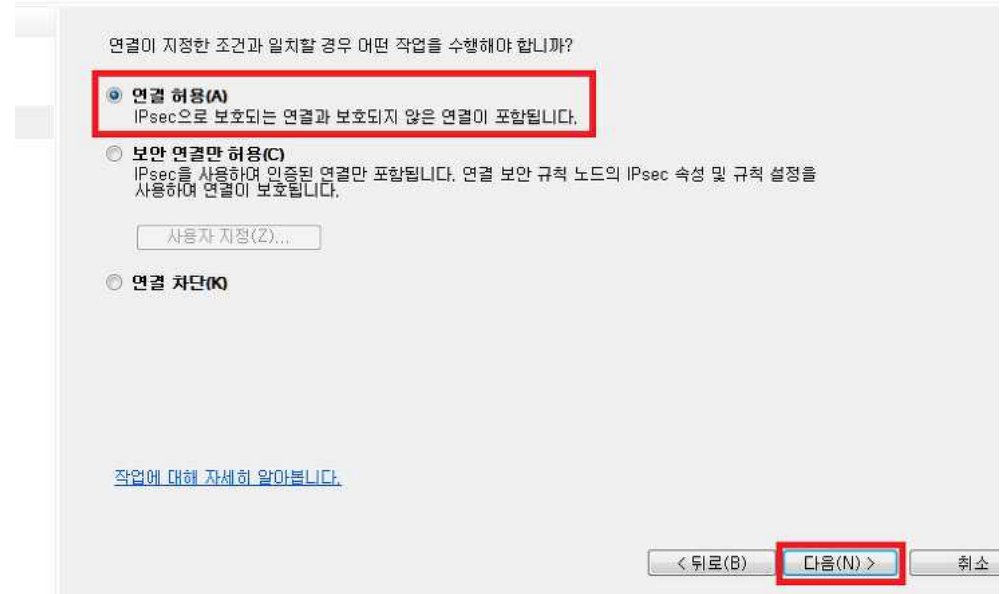 연결이 지정한 조건과 일치할 경우 어떤 작업을 수행해야 합니까?
연결 허용(A)
IPsec으로 보호되는 연결과 보호되지 않은 연결이 포함됩니다.
보안 연결만 허용(C)
IPsec을 사용하여 인증된 연결만 포함됩니다. 연결 보안 규칙 노드의 IPsec 속성 및 규칙 설정을
사용하여 연결이 보호됩니다.
사용자 지정(Z)...
연결 차단(K)
작업에 대해 자세히 알아봅니다.
< 뒤로(B) 다음(N) > 취소